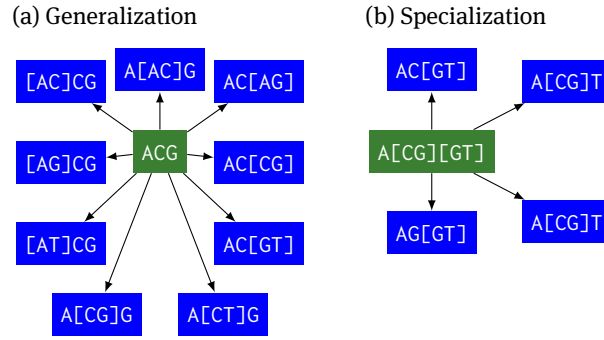 (a) Generalization
[AC]CG
A[AC]G
AC[AG]
ACG
[AG]CG
AC[CG]
[AT]CG
AC[GT]
A[CG]G
A[CT]G
(b) Specialization
AC[GT]
A[CG]T
A[CG][GT]
AG[GT]
A[CG]T